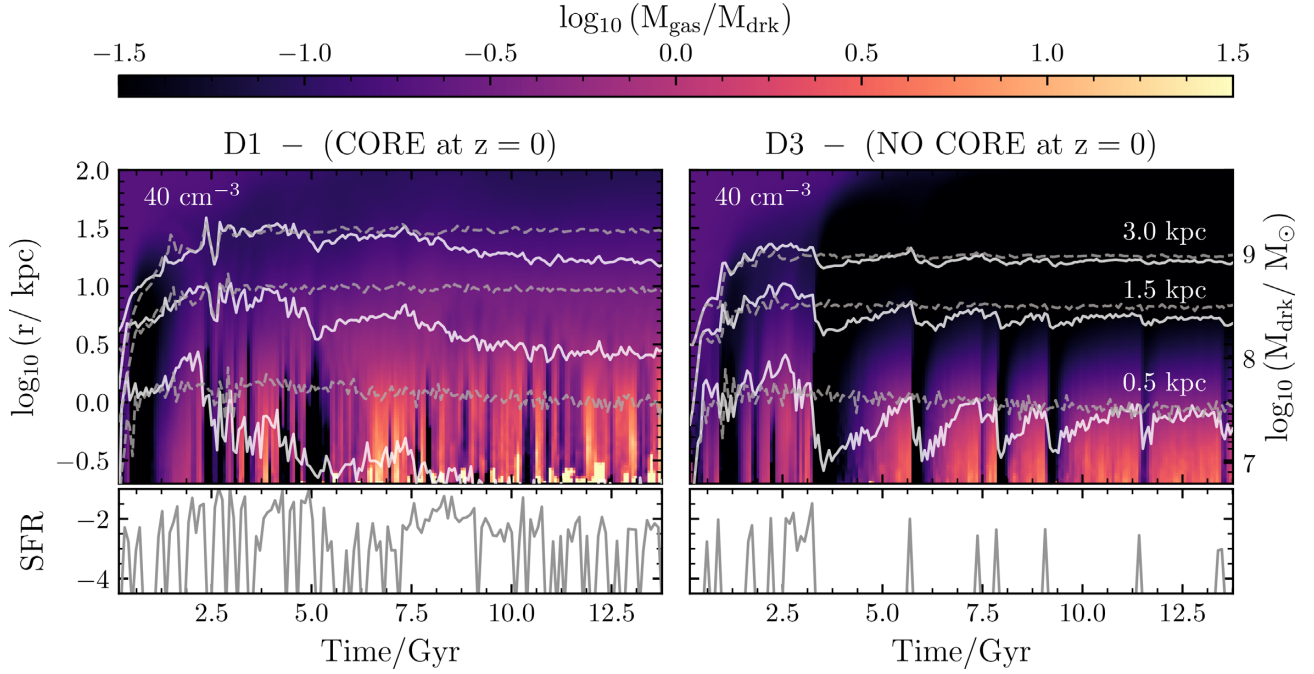 log₁₀ (M_gas/M_drk)
−1.5 −1.0 −0.5 0.0 0.5 1.0 1.5
D1 − (CORE at z = 0) D3 − (NO CORE at z = 0)
40 cm⁻³ 40 cm⁻³
log₁₀ (r/ kpc)
2.0
1.5
1.0
0.5
0.0
−0.5
3.0 kpc
1.5 kpc
0.5 kpc
9
8
7
log₁₀ (M_drk/ M_⊙)
SFR
−2
−4
2.5 5.0 7.5 10.0 12.5 2.5 5.0 7.5 10.0 12.5
Time/Gyr Time/Gyr